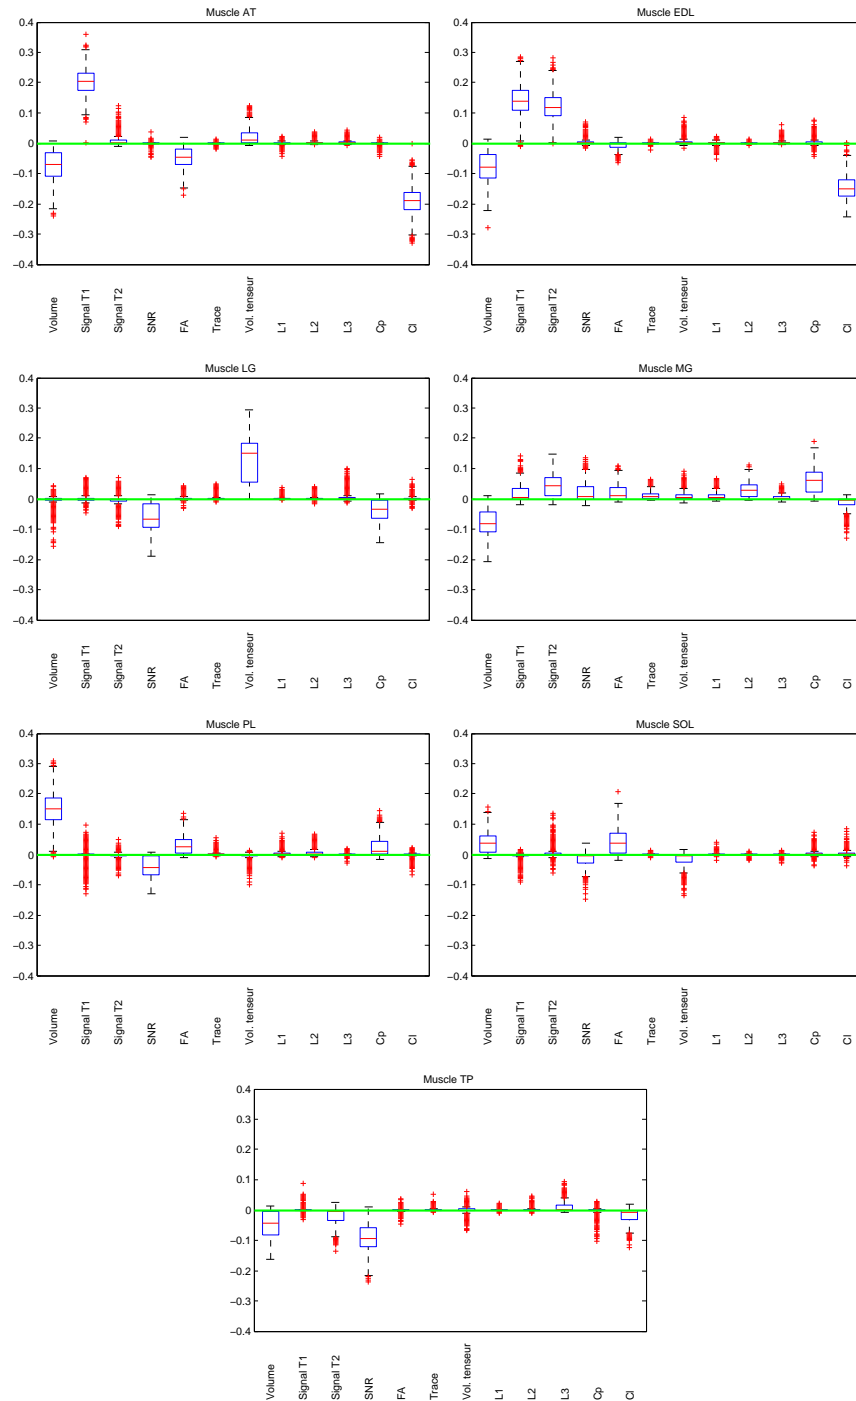 Muscle AT
0.4
0.3
0.2
0.1
0
−0.1
−0.2
−0.3
−0.4
Volume
Signal T1
Signal T2
SNR
FA
Trace
Vol. tenseur
L1
L2
L3
Cp
Cl
Muscle EDL
0.4
0.3
0.2
0.1
0
−0.1
−0.2
−0.3
−0.4
Volume
Signal T1
Signal T2
SNR
FA
Trace
Vol. tenseur
L1
L2
L3
Cp
Cl
Muscle LG
0.4
0.3
0.2
0.1
0
−0.1
−0.2
−0.3
−0.4
Volume
Signal T1
Signal T2
SNR
FA
Trace
Vol. tenseur
L1
L2
L3
Cp
Cl
Muscle MG
0.4
0.3
0.2
0.1
0
−0.1
−0.2
−0.3
−0.4
Volume
Signal T1
Signal T2
SNR
FA
Trace
Vol. tenseur
L1
L2
L3
Cp
Cl
Muscle PL
0.4
0.3
0.2
0.1
0
−0.1
−0.2
−0.3
−0.4
Volume
Signal T1
Signal T2
SNR
FA
Trace
Vol. tenseur
L1
L2
L3
Cp
Cl
Muscle SOL
0.4
0.3
0.2
0.1
0
−0.1
−0.2
−0.3
−0.4
Volume
Signal T1
Signal T2
SNR
FA
Trace
Vol. tenseur
L1
L2
L3
Cp
Cl
Muscle TP
0.4
0.3
0.2
0.1
0
−0.1
−0.2
−0.3
−0.4
Volume
Signal T1
Signal T2
SNR
FA
Trace
Vol. tenseur
L1
L2
L3
Cp
Cl